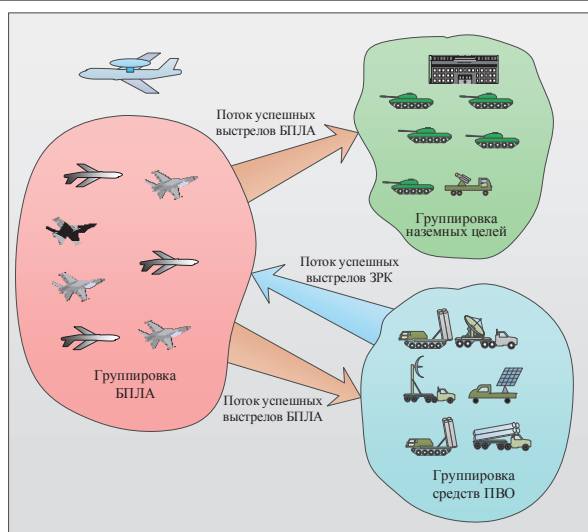 Поток успешных
выстрелов БПЛА
Группировка
наземных целей
Поток успешных
выстрелов ЗРК
Группировка
БПЛА
Поток успешных
выстрелов БПЛА
Группировка
средств ПВО